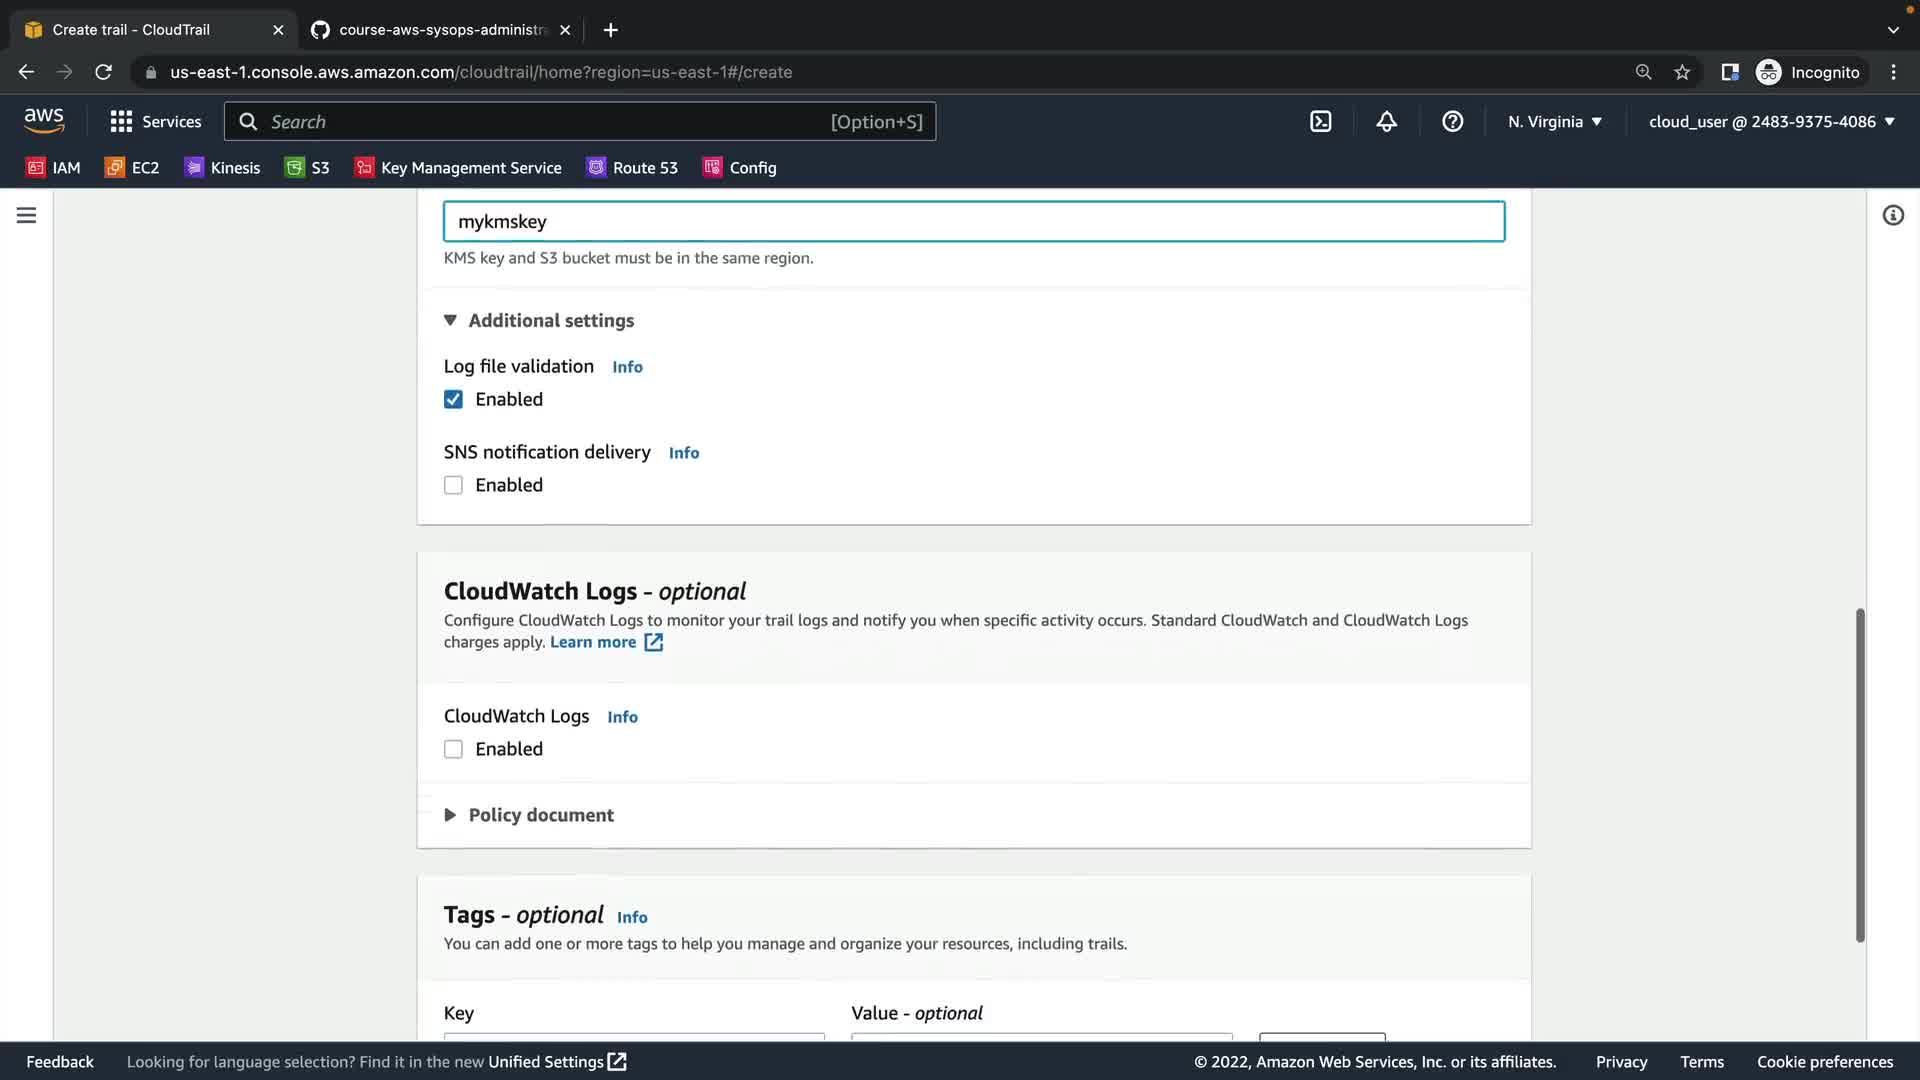 Create trail - CloudTrail
course-aws-sysops-administra
us-east-1.console.aws.amazon.com/cloudtrail/home?region=us-east-1#/create
Incognito
aws
Services
Search
[Option+S]
N. Virginia
cloud_user @ 2483-9375-4086
IAM
EC2
Kinesis
S3
Key Management Service
Route 53
Config
mykmskey
KMS key and S3 bucket must be in the same region.
Additional settings
Log file validation Info
Enabled
SNS notification delivery Info
Enabled
CloudWatch Logs - optional
Configure CloudWatch Logs to monitor your trail logs and notify you when specific activity occurs. Standard CloudWatch and CloudWatch Logs
charges apply. Learn more
CloudWatch Logs Info
Enabled
Policy document
Tags - optional Info
You can add one or more tags to help you manage and organize your resources, including trails.
Key
Value - optional
Feedback
Looking for language selection? Find it in the new Unified Settings
© 2022, Amazon Web Services, Inc. or its affiliates.
Privacy
Terms
Cookie preferences